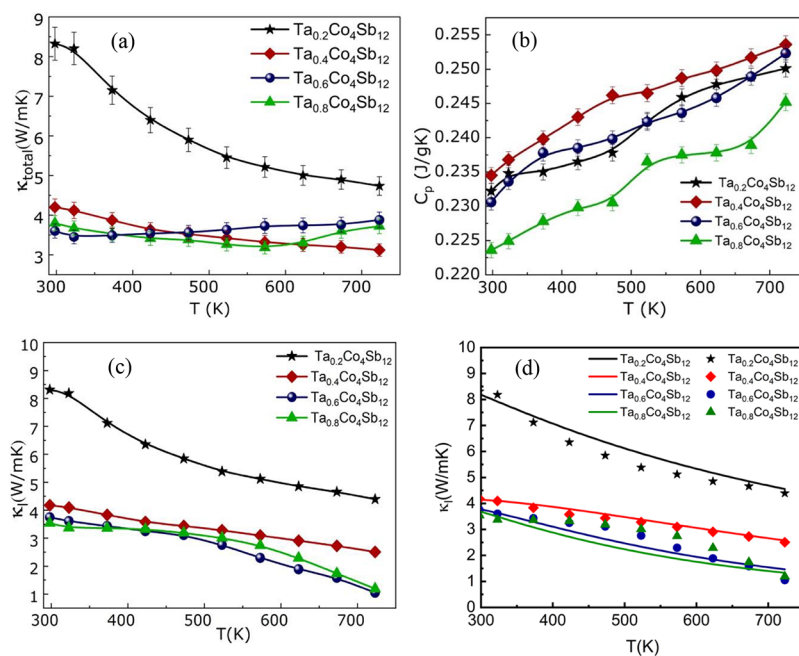 (a)
Ta0.2Co4Sb12
Ta0.4Co4Sb12
Ta0.6Co4Sb12
Ta0.8Co4Sb12
κtotal(W/mK)
9
8
7
6
5
4
3
300 400 500 600 700
T (K)
(b)
Cp (J/gK)
0.255
0.250
0.245
0.240
0.235
0.230
0.225
0.220
Ta0.2Co4Sb12
Ta0.4Co4Sb12
Ta0.6Co4Sb12
Ta0.8Co4Sb12
300 400 500 600 700
T (K)
(c)
Ta0.2Co4Sb12
Ta0.4Co4Sb12
Ta0.6Co4Sb12
Ta0.8Co4Sb12
κl(W/mK)
10
9
8
7
6
5
4
3
2
1
300 400 500 600 700
T(K)
(d)
Ta0.2Co4Sb12 Ta0.2Co4Sb12
Ta0.4Co4Sb12 Ta0.4Co4Sb12
Ta0.6Co4Sb12 Ta0.6Co4Sb12
Ta0.8Co4Sb12 Ta0.8Co4Sb12
κl(W/mK)
10
9
8
7
6
5
4
3
2
1
0
300 400 500 600 700
T(K)